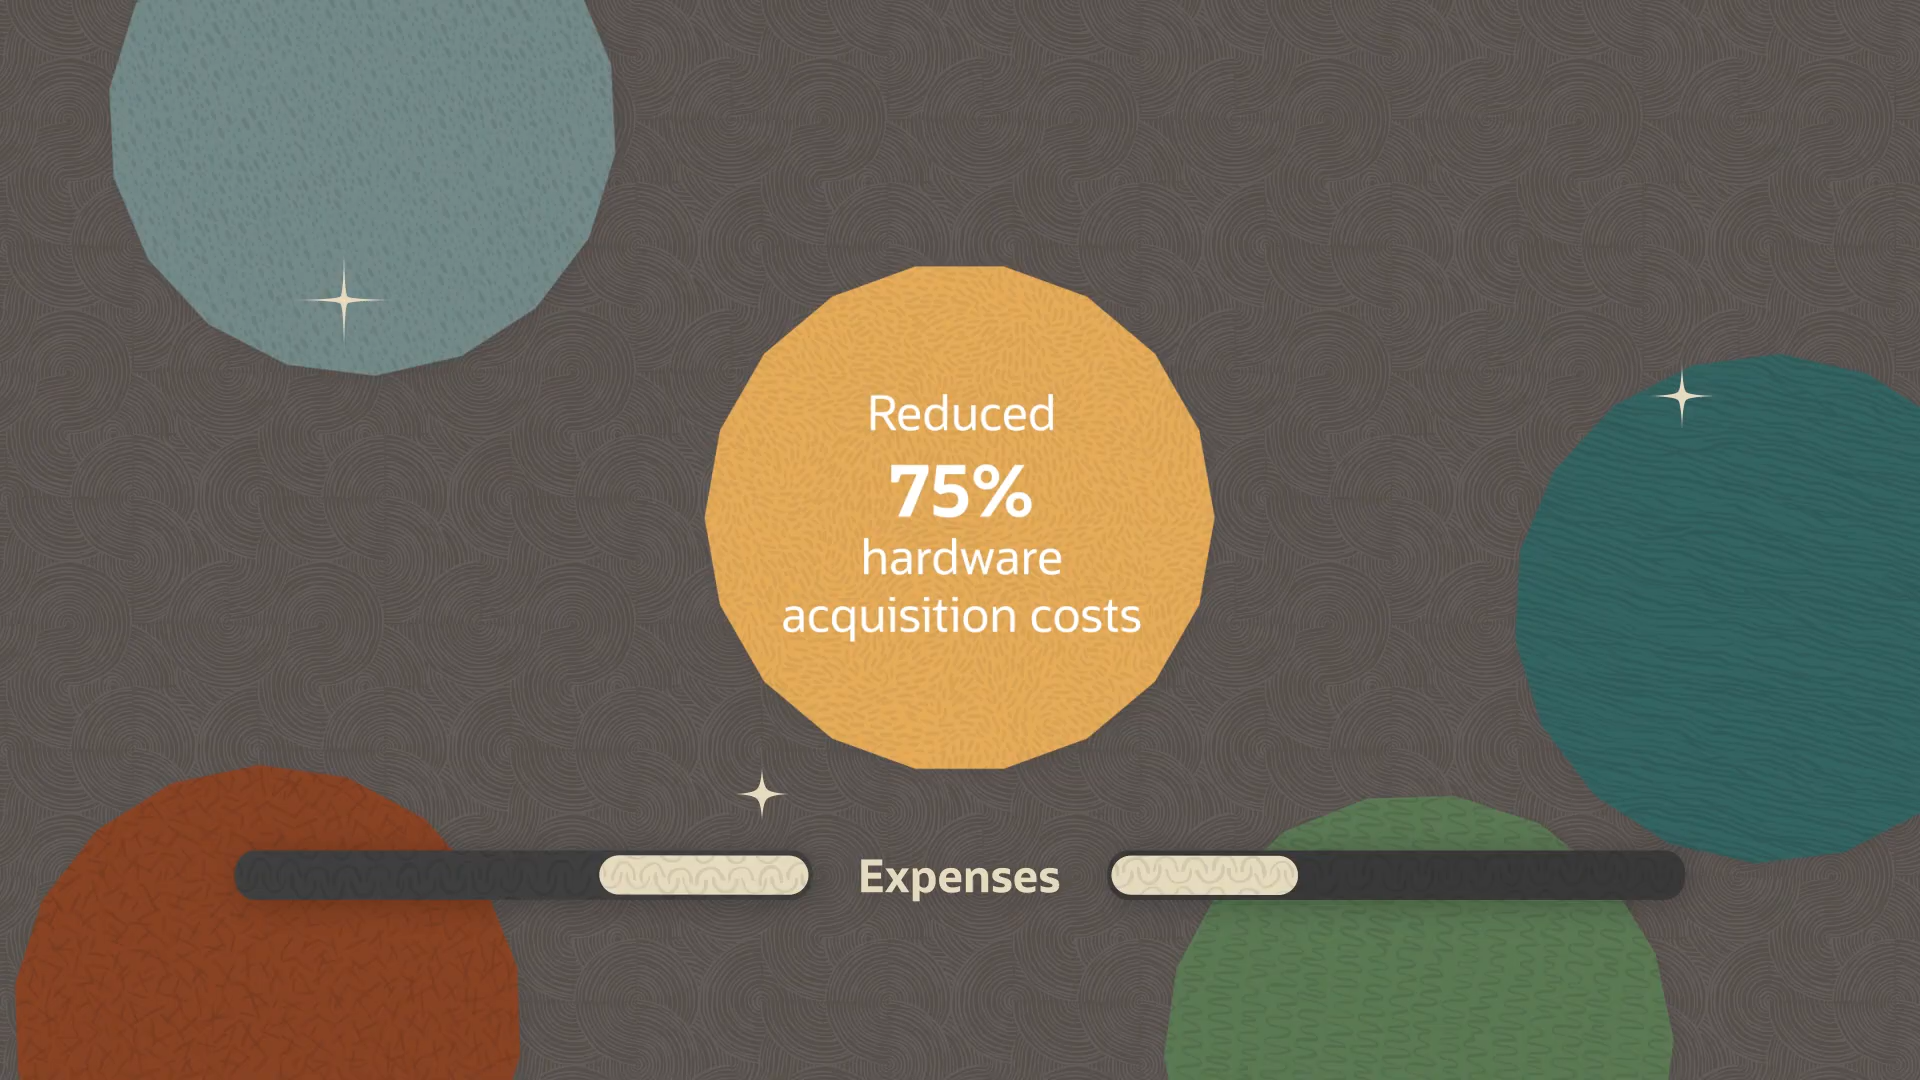 Reduced
75%
hardware
acquisition costs
Expenses